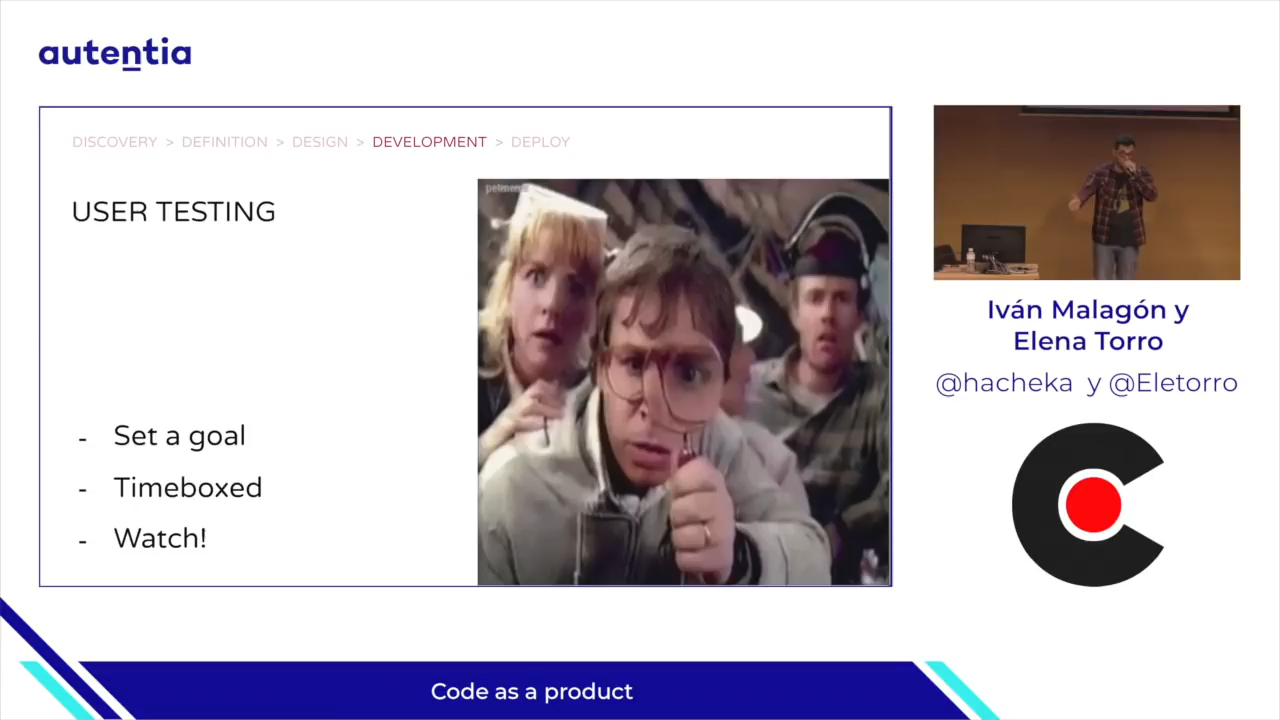 autentia
DISCOVERY > DEFINITION > DESIGN > DEVELOPMENT > DEPLOY
USER TESTING
- Set a goal
- Timeboxed
- Watch!
Iván Malagón y
Elena Torro
@hacheka y @Eletorro
Code as a product